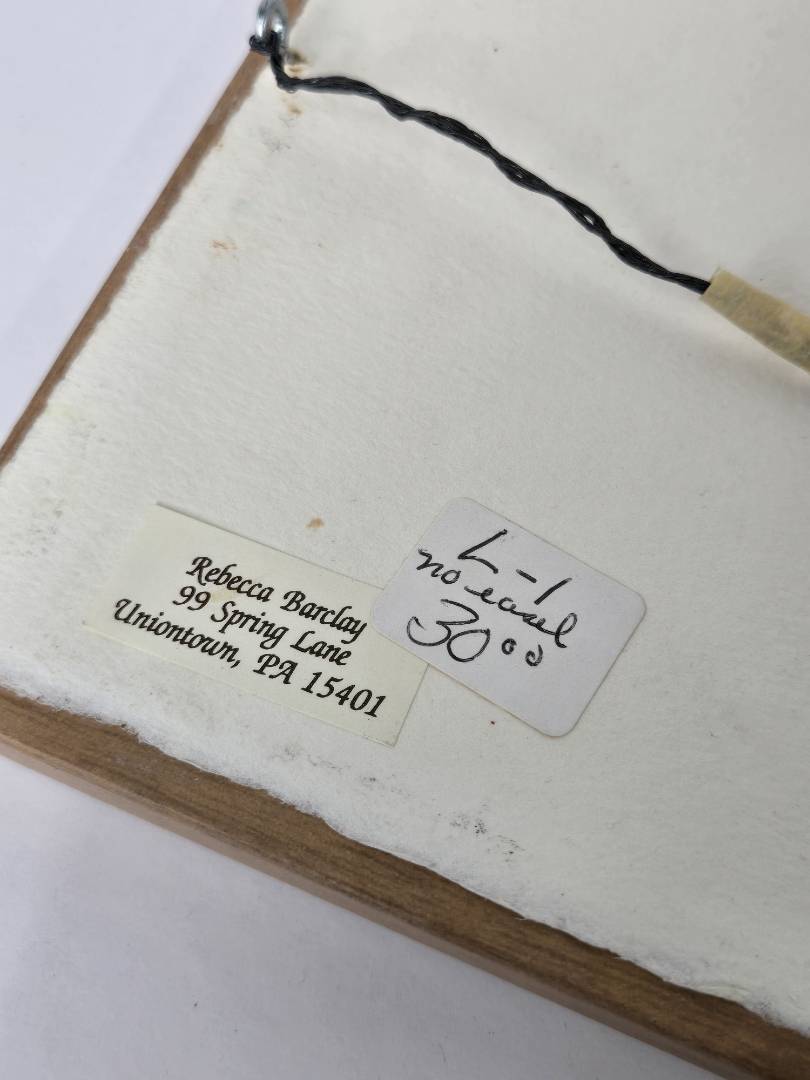 Rebecca Barclay
99 Spring Lane
Uniontown, PA 15401
L-1
no easel
30⁰⁰